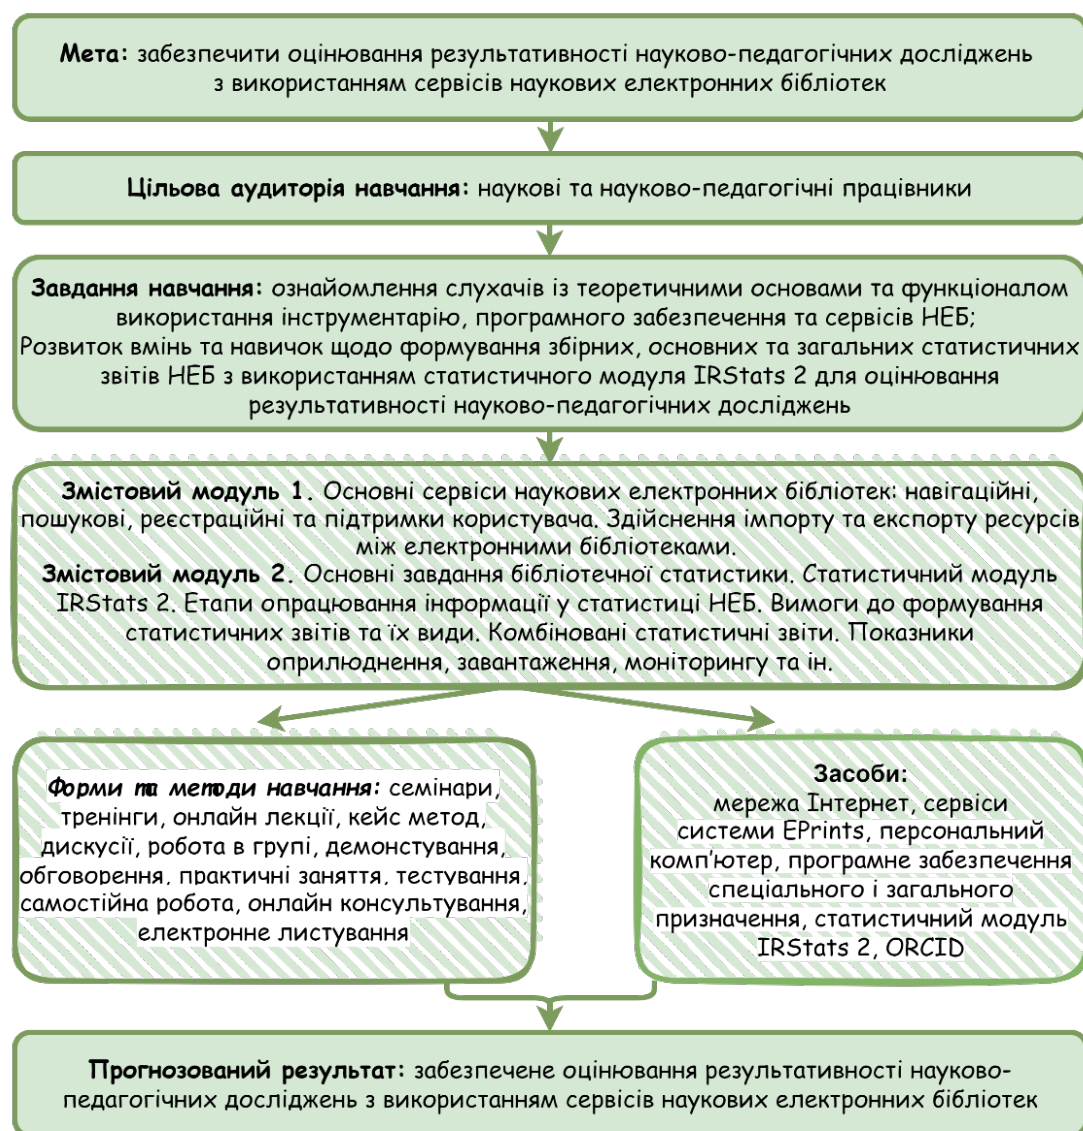 Мета: забезпечити оцінювання результативності науково-педагогічних досліджень
з використанням сервісів наукових електронних бібліотек
Цільова аудиторія навчання: наукові та науково-педагогічні працівники
Завдання навчання: ознайомлення слухачів із теоретичними основами та функціоналом
використання інструментарію, програмного забезпечення та сервісів НЕБ;
Розвиток вмінь та навичок щодо формування збірних, основних та загальних статистичних
звітів НЕБ з використанням статистичного модуля IRStats 2 для оцінювання
результативності науково-педагогічних досліджень
Змістовий модуль 1. Основні сервіси наукових електронних бібліотек: навігаційні,
пошукові, реєстраційні та підтримки користувача. Здійснення імпорту та експорту ресурсів
між електронними бібліотеками.
Змістовий модуль 2. Основні завдання бібліотечної статистики. Статистичний модуль
IRStats 2. Етапи опрацювання інформації у статистиці НЕБ. Вимоги до формування
статистичних звітів та їх види. Комбіновані статистичні звіти. Показники
оприлюднення, завантаження, моніторингу та ін.
Форми та методи навчання: семінари,
тренінги, онлайн лекції, кейс метод,
дискусії, робота в групі, демонстування,
обговорення, практичні заняття, тестування,
самостійна робота, онлайн консультування,
електронне листування
Засоби:
мережа Інтернет, сервіси
системи EPrints, персональний
комп'ютер, програмне забезпечення
спеціального і загального
призначення, статистичний модуль
IRStats 2, ORCID
Прогнозований результат: забезпечене оцінювання результативності науково-
педагогічних досліджень з використанням сервісів наукових електронних бібліотек